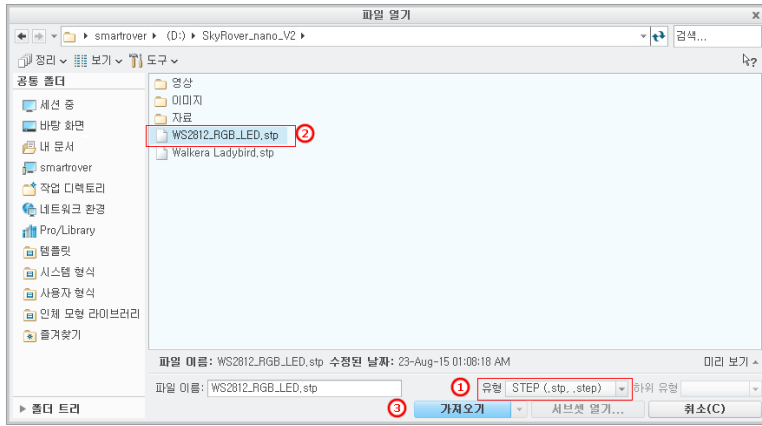 파일 열기
smartrover ▸ (D:) ▸ SkyRover_nano_V2 ▸
검색...
정리 보기 도구
공통 폴더
세션 중
바탕 화면
내 문서
smartrover
작업 디렉토리
네트워크 환경
Pro/Library
템플릿
시스템 형식
사용자 형식
인체 모형 라이브러리
즐겨찾기
영상
이미지
자료
WS2812_RGB_LED.stp ②
Walkera Ladybird.stp
파일 이름: WS2812_RGB_LED.stp 수정된 날짜: 23-Aug-15 01:08:18 AM 미리 보기
파일 이름: WS2812_RGB_LED.stp ① 유형 STEP (.stp, .step) 하위 유형
▸ 폴더 트리 ③ 가져오기 서브셋 열기... 취소(C)